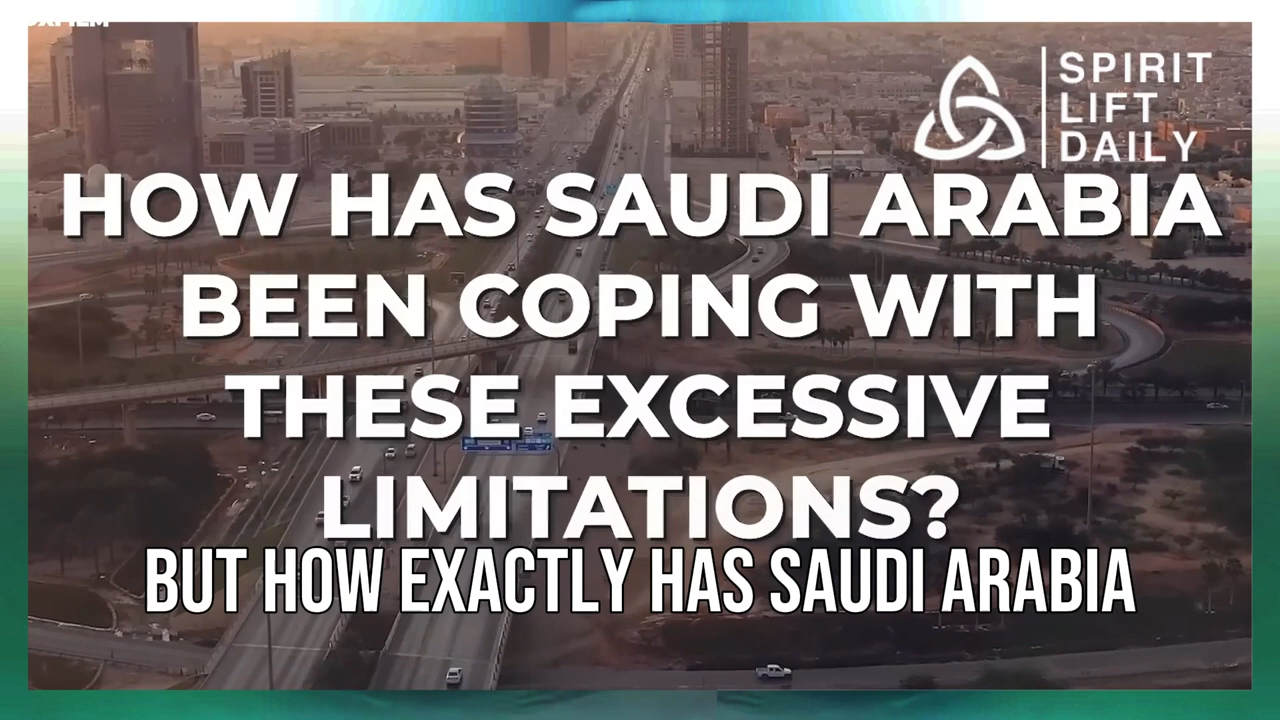 SPIRIT
LIFT
DAILY
HOW HAS SAUDI ARABIA
BEEN COPING WITH
THESE EXCESSIVE
LIMITATIONS?
BUT HOW EXACTLY HAS SAUDI ARABIA